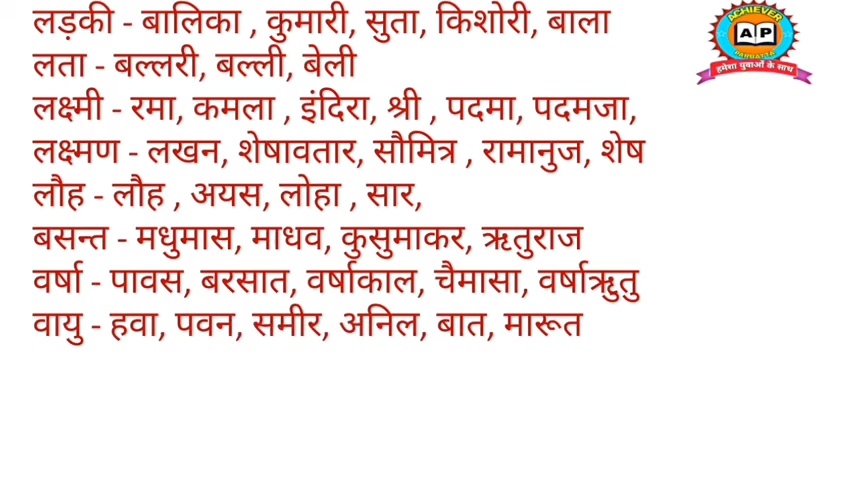 लड़की - बालिका , कुमारी, सुता, किशोरी, बाला
लता - बल्लरी, बल्ली, बेली
लक्ष्मी - रमा, कमला , इंदिरा, श्री , पदमा, पदमजा,
लक्ष्मण - लखन, शेषावतार, सौमित्र , रामानुज, शेष
लौह - लौह , अयस, लोहा , सार,
बसन्त - मधुमास, माधव, कुसुमाकर, ऋतुराज
वर्षा - पावस, बरसात, वर्षाकाल, चैमासा, वर्षाऋुतु
वायु - हवा, पवन, समीर, अनिल, बात, मारूत
ACHIEVER
AP
हमेशा युवाओं के साथ